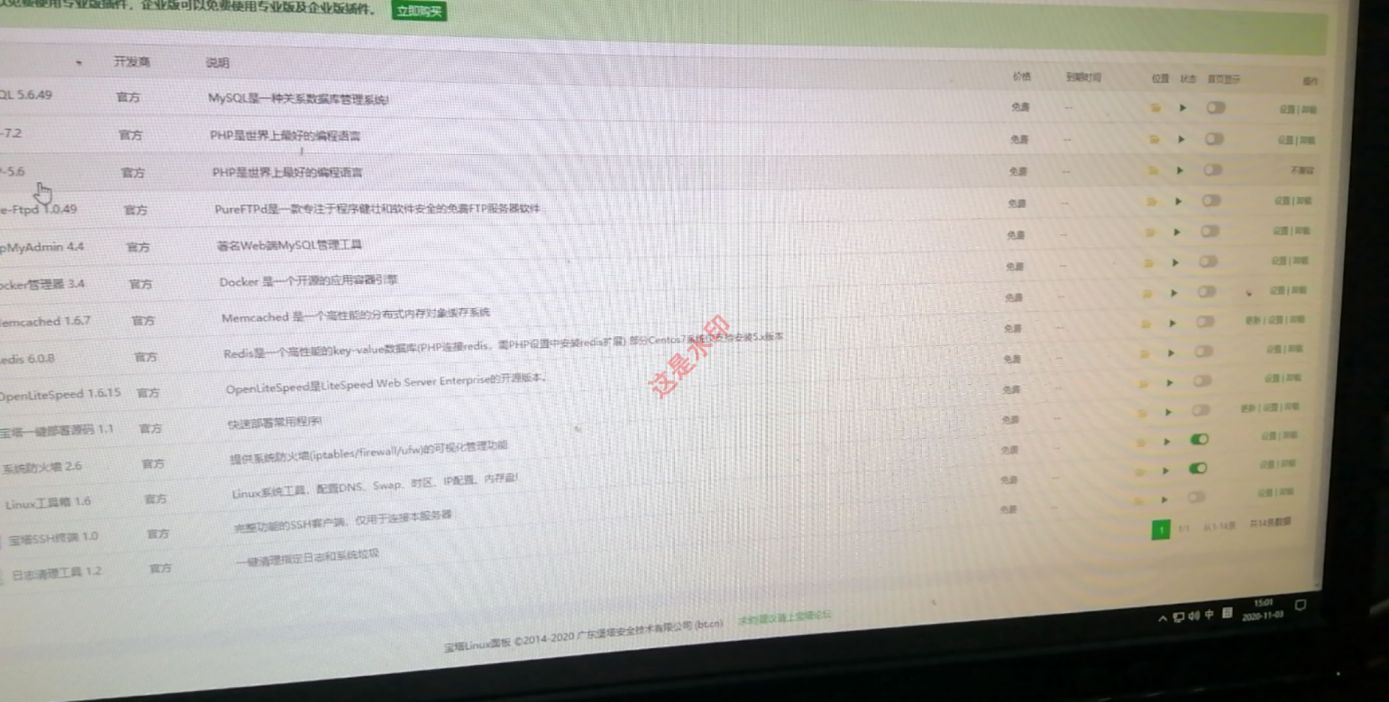 以免费使用专业版插件，企业版可以免费使用专业版及企业版插件。 立即购买
开发商 说明 价格 到期时间 位置 状态 首页显示 操作
QL 5.6.49 官方 MySQL是一种关系数据库管理系统! 免费 -- 设置 | 卸载
-7.2 官方 PHP是世界上最好的编程语言 免费 -- 设置 | 卸载
-5.6 官方 PHP是世界上最好的编程语言 免费 --
e-Ftpd 1.0.49 官方 PureFTPd是一款专注于程序健壮和软件安全的免费FTP服务器软件 免费 -- 设置 | 卸载
pMyAdmin 4.4 官方 著名Web端MySQL管理工具 免费 -- 设置 | 卸载
ocker管理器 3.4 官方 Docker 是一个开源的应用容器引擎 免费 -- 设置 | 卸载
emcached 1.6.7 官方 Memcached 是一个高性能的分布式内存对象缓存系统 免费 -- 设置 | 卸载
edis 6.0.8 官方 Redis是一个高性能的key-value数据库(PHP连接redis，需PHP设置中安装redis扩展) 部分Centos7系统仅支持安装5.x版本 免费 -- 更新 | 设置 | 卸载
OpenLiteSpeed 1.6.15 官方 OpenLiteSpeed是LiteSpeed Web Server Enterprise的开源版本。 免费 -- 设置 | 卸载
宝塔一键部署源码 1.1 官方 快速部署常用程序! 免费 -- 设置 | 卸载
系统防火墙 2.6 官方 提供系统防火墙(iptables/firewall/ufw)的可视化管理功能 免费 -- 更新 | 设置 | 卸载
Linux工具箱 1.6 官方 Linux系统工具，配置DNS、Swap、时区、IP配置、内存盘! 免费 -- 设置 | 卸载
宝塔SSH终端 1.0 官方 完整功能的SSH客户端，仅用于连接本服务器 免费 -- 设置 | 卸载
日志清理工具 1.2 官方 一键清理指定日志和系统垃圾 免费 -- 设置 | 卸载
1 1/1 从1-14条 共14条数据
宝塔Linux面板 ©2014-2020 广东堡塔安全技术有限公司 (bt.cn) 求助|建议请上宝塔论坛
中 15:01
2020-11-03
这是水印